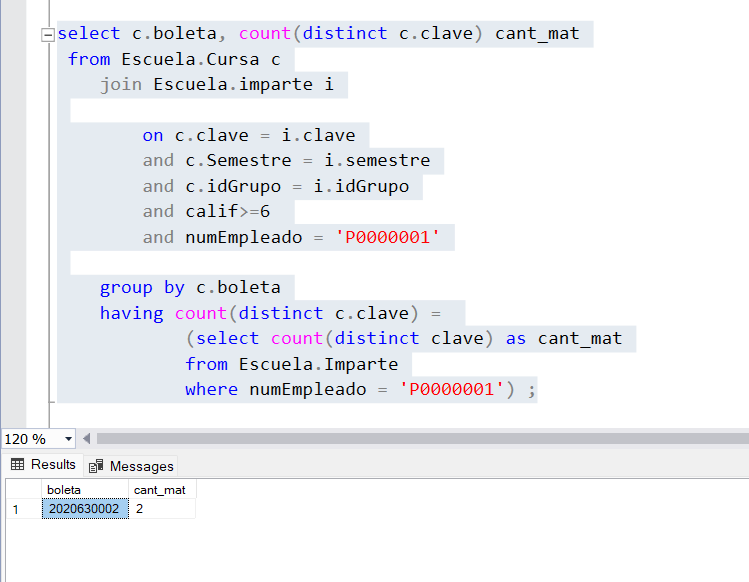 select c.boleta, count(distinct c.clave) cant_mat
from Escuela.Cursa c
join Escuela.imparte i
on c.clave = i.clave
and c.Semestre = i.semestre
and c.idGrupo = i.idGrupo
and calif>=6
and numEmpleado = 'P0000001'
group by c.boleta
having count(distinct c.clave) =
(select count(distinct clave) as cant_mat
from Escuela.Imparte
where numEmpleado = 'P0000001') ;
120 %
Results Messages
boleta cant_mat
1 2020630002 2